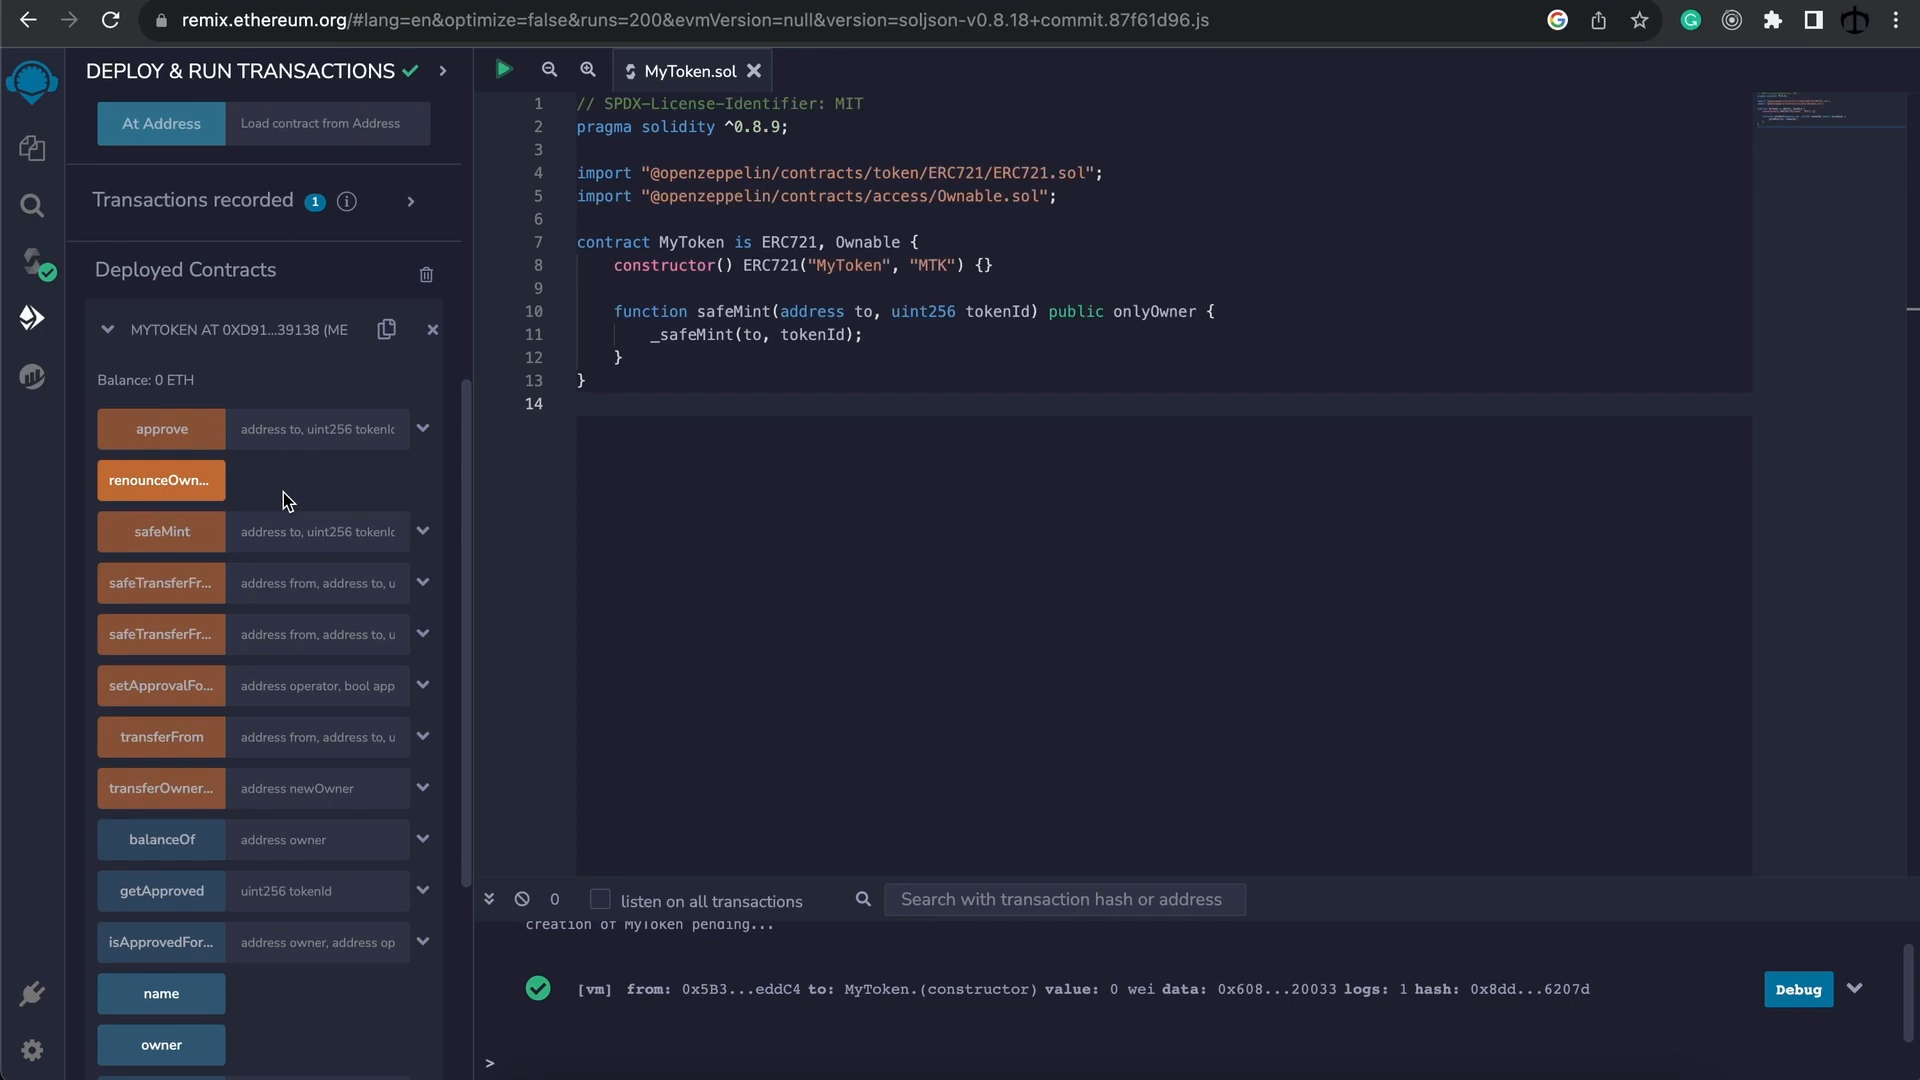 remix.ethereum.org/#lang=en&optimize=false&runs=200&evmVersion=null&version=soljson-v0.8.18+commit.87f61d96.js
DEPLOY & RUN TRANSACTIONS
MyToken.sol
At Address
Load contract from Address
Transactions recorded 1 i
Deployed Contracts
MYTOKEN AT 0XD91...39138 (ME
Balance: 0 ETH
approve
address to, uint256 tokenId
renounceOwn...
safeMint
address to, uint256 tokenId
safeTransferFr...
address from, address to, u
safeTransferFr...
address from, address to, u
setApprovalFo...
address operator, bool app
transferFrom
address from, address to, u
transferOwner...
address newOwner
balanceOf
address owner
getApproved
uint256 tokenId
isApprovedFor...
address owner, address op
name
owner
1 // SPDX-License-Identifier: MIT
2 pragma solidity ^0.8.9;
3
4 import "@openzeppelin/contracts/token/ERC721/ERC721.sol";
5 import "@openzeppelin/contracts/access/Ownable.sol";
6
7 contract MyToken is ERC721, Ownable {
8 constructor() ERC721("MyToken", "MTK") {}
9
10 function safeMint(address to, uint256 tokenId) public onlyOwner {
11 _safeMint(to, tokenId);
12 }
13 }
14
0
listen on all transactions
Search with transaction hash or address
creation of MyToken pending...
[vm] from: 0x5B3...eddC4 to: MyToken.(constructor) value: 0 wei data: 0x608...20033 logs: 1 hash: 0x8dd...6207d
Debug
>